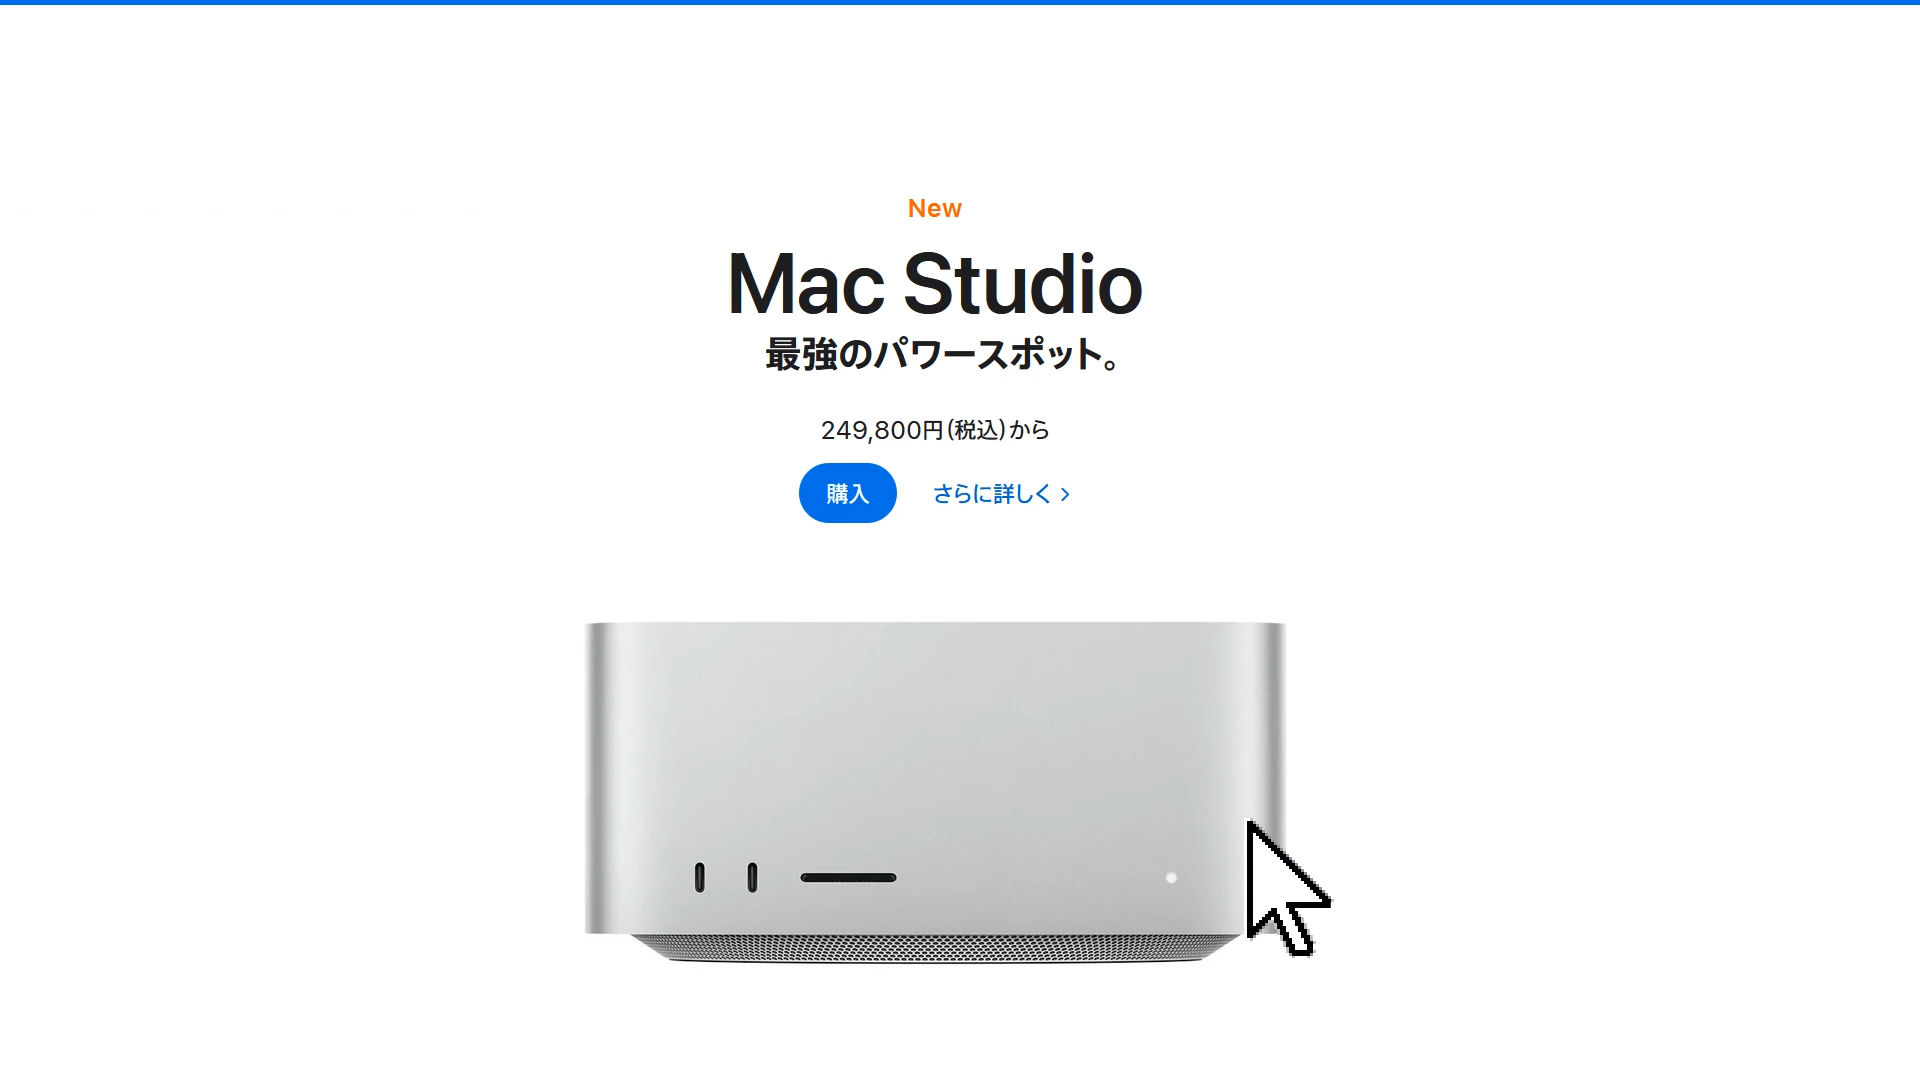 New
Mac Studio
最強のパワースポット。
249,800円(税込)から
購入
さらに詳しく >